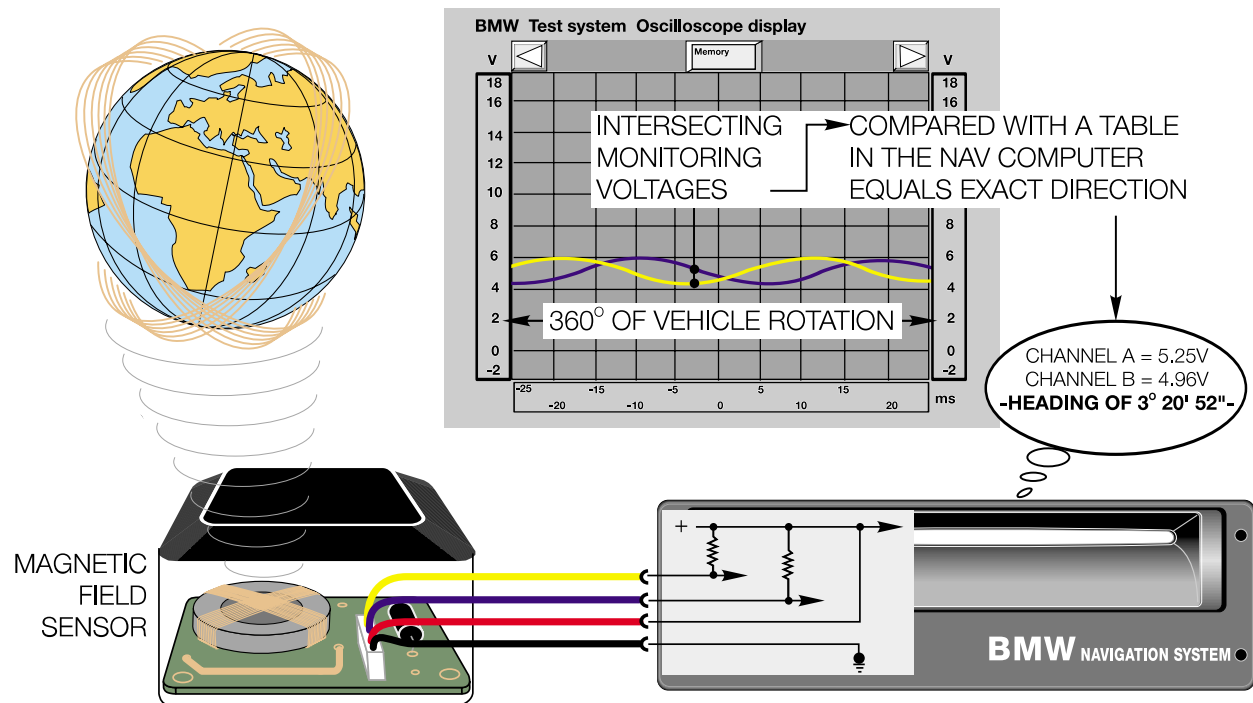 BMW Test system Oscilloscope display
V
Memory
V
18
16
14
12
10
8
6
4
2
0
-2
18
16
8
6
4
2
0
-2
INTERSECTING
MONITORING
VOLTAGES
COMPARED WITH A TABLE
IN THE NAV COMPUTER
EQUALS EXACT DIRECTION
360° OF VEHICLE ROTATION
-25 -15 -5 5 15
-20 -10 0 10 20
ms
CHANNEL A = 5.25V
CHANNEL B = 4.96V
-HEADING OF 3° 20' 52"-
MAGNETIC
FIELD
SENSOR
+
BMW NAVIGATION SYSTEM